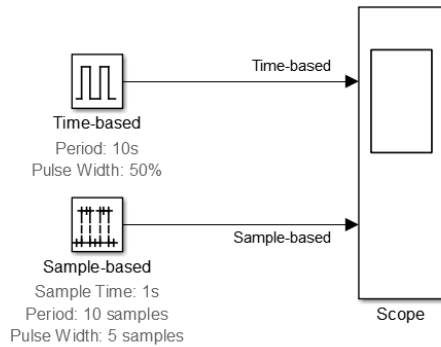 Time-based
Time-based
Period: 10s
Pulse Width: 50%
Sample-based
Sample-based
Sample Time: 1s
Period: 10 samples
Pulse Width: 5 samples
Scope